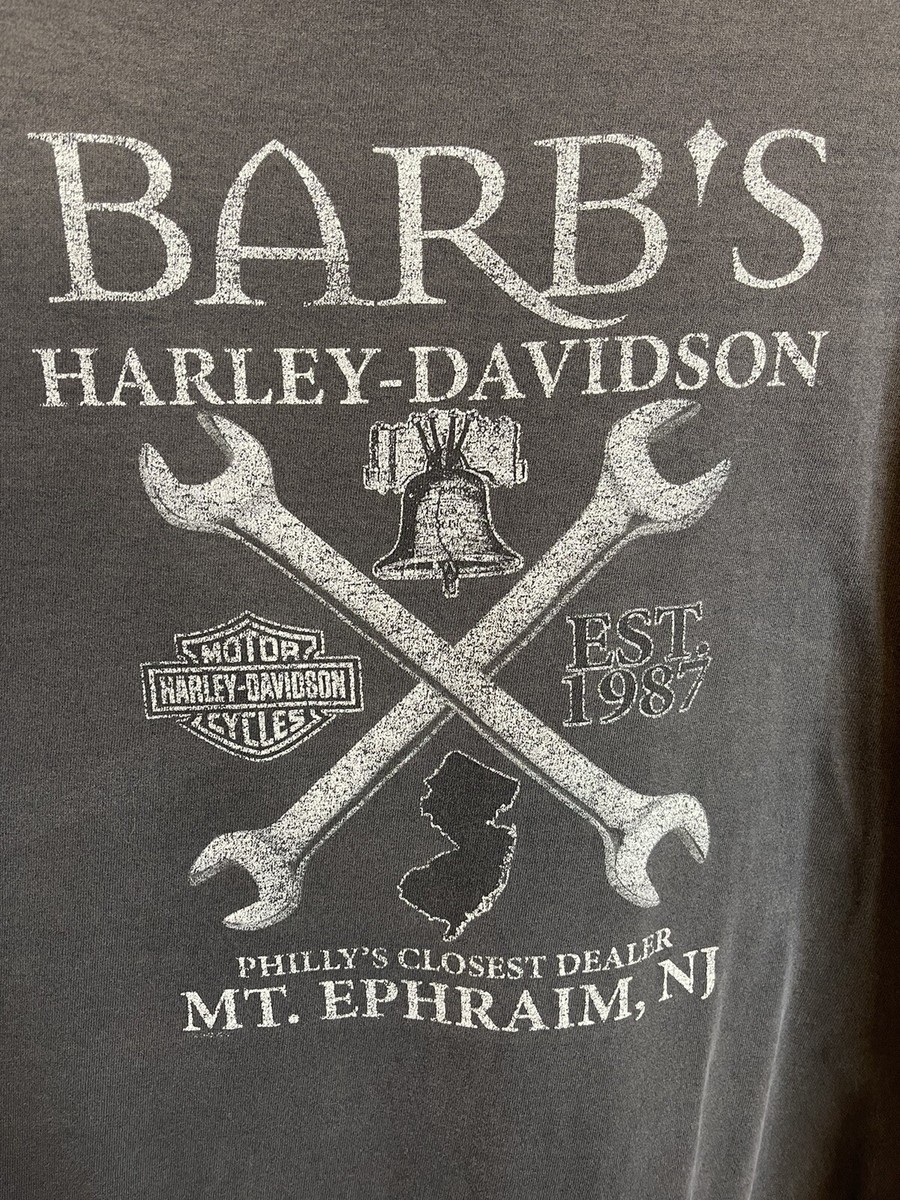 BARB'S
HARLEY-DAVIDSON
MOTOR
HARLEY-DAVIDSON
CYCLES
EST.
1987
PHILLY'S CLOSEST DEALER
MT. EPHRAIM, NJ